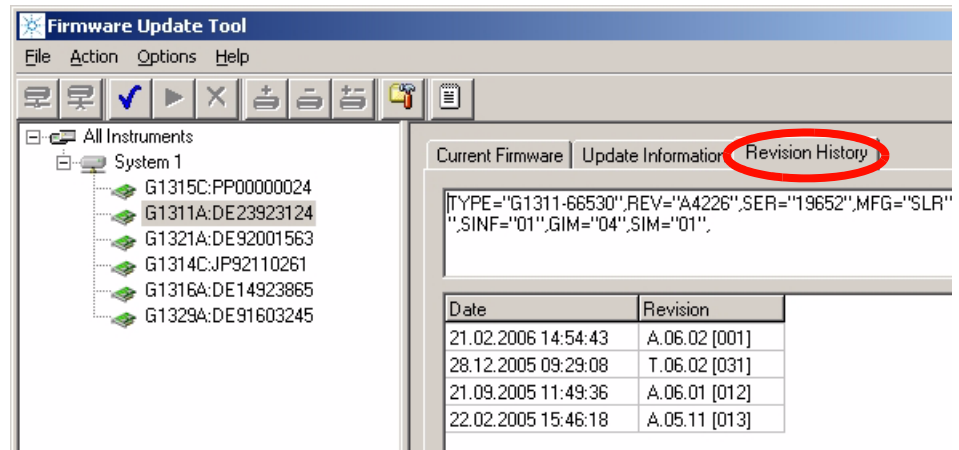 Firmware Update Tool
File Action Options Help
All Instruments
System 1
G1315C:PP00000024
G1311A:DE23923124
G1321A:DE92001563
G1314C:JP92110261
G1316A:DE14923865
G1329A:DE91603245
Current Firmware Update Information Revision History
TYPE="G1311-66530",REV="A4226",SER="19652",MFG="SLR"
",SINF="01",GIM="04",SIM="01",
Date Revision
21.02.2006 14:54:43 A.06.02 [001]
28.12.2005 09:29:08 T.06.02 [031]
21.09.2005 11:49:36 A.06.01 [012]
22.02.2005 15:46:18 A.05.11 [013]